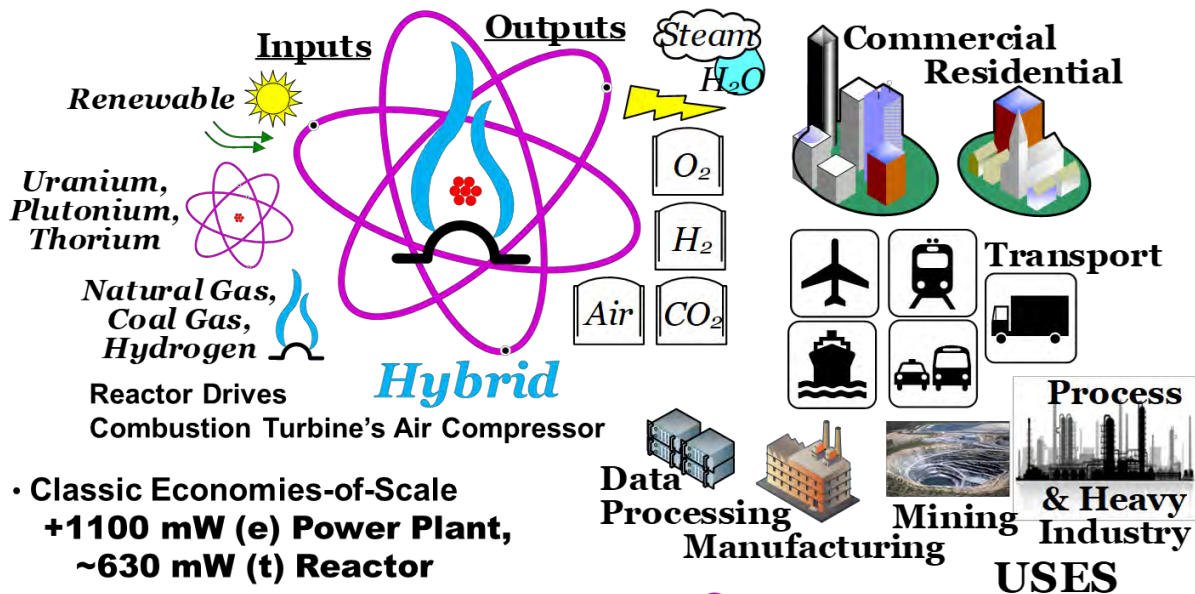 Inputs
Outputs
Renewable
Uranium,
Plutonium,
Thorium
Natural Gas,
Coal Gas,
Hydrogen
Hybrid
Reactor Drives
Combustion Turbine's Air Compressor
• Classic Economies-of-Scale
+1100 mW (e) Power Plant,
~630 mW (t) Reactor
Steam
H₂O
O₂
H₂
Air
CO₂
Commercial
Residential
Transport
Data
Processing
Manufacturing
Mining
Process
& Heavy
Industry
USES